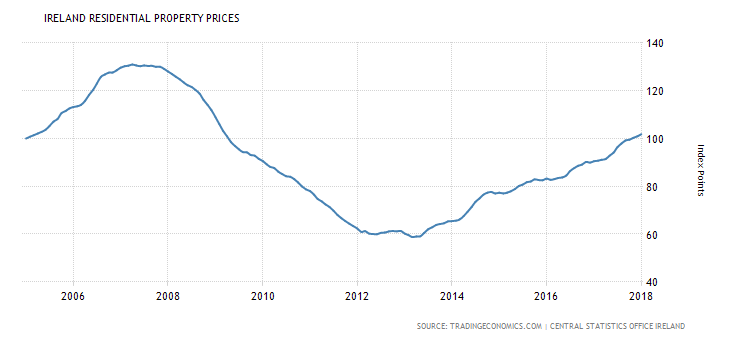 IRELAND RESIDENTIAL PROPERTY PRICES
140
120
100
80
60
40
Index Points
2006 2008 2010 2012 2014 2016 2018
SOURCE: TRADINGECONOMICS.COM | CENTRAL STATISTICS OFFICE IRELAND